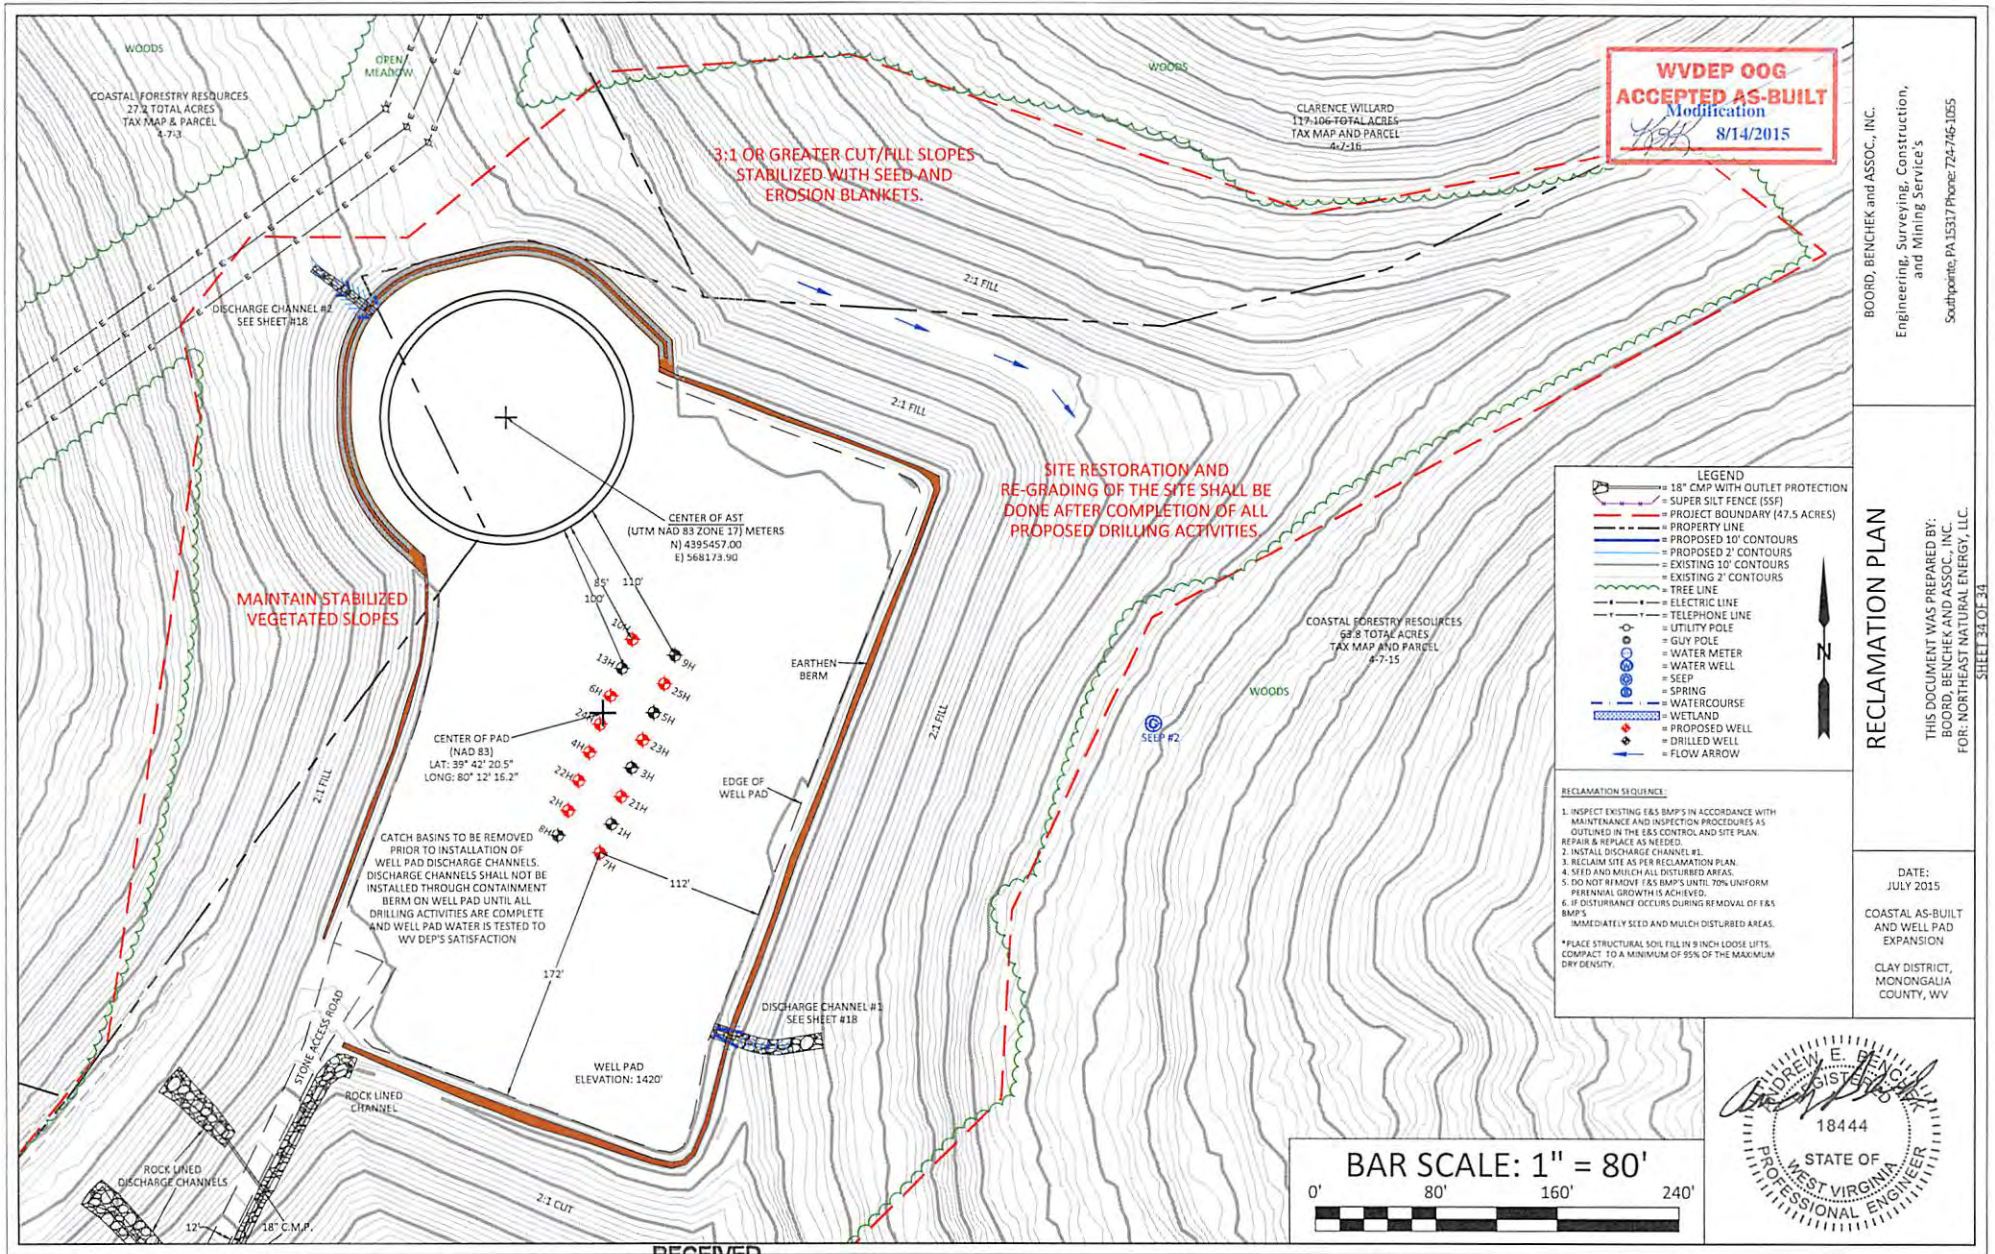 WOODS
OPEN
MEADOW
COASTAL FORESTRY RESOURCES
27.2 TOTAL ACRES
TAX MAP & PARCEL
4-7-3
WOODS
CLARENCE WILLARD
117.106 TOTAL ACRES
TAX MAP AND PARCEL
4-7-16
WVDEP OOG
ACCEPTED AS-BUILT
Modification
8/14/2015
3:1 OR GREATER CUT/FILL SLOPES
STABILIZED WITH SEED AND
EROSION BLANKETS.
2:1 FILL
DISCHARGE CHANNEL #2
SEE SHEET #18
2:1 FILL
CENTER OF AST
(UTM NAD 83 ZONE 17) METERS
N) 4395457.00
E) 568173.90
SITE RESTORATION AND
RE-GRADING OF THE SITE SHALL BE
DONE AFTER COMPLETION OF ALL
PROPOSED DRILLING ACTIVITIES.
MAINTAIN STABILIZED
VEGETATED SLOPES
85'
110'
100'
10H
9H
13H
25H
6H
5H
24H
23H
4H
3H
22H
21H
2H
1H
8H
7H
EARTHEN
BERM
COASTAL FORESTRY RESOURCES
63.8 TOTAL ACRES
TAX MAP AND PARCEL
4-7-15
WOODS
SEEP #2
CENTER OF PAD
(NAD 83)
LAT: 39° 42' 20.5"
LONG: 80° 12' 16.2"
EDGE OF
WELL PAD
2:1 FILL
2:1 FILL
CATCH BASINS TO BE REMOVED
PRIOR TO INSTALLATION OF
WELL PAD DISCHARGE CHANNELS.
DISCHARGE CHANNELS SHALL NOT BE
INSTALLED THROUGH CONTAINMENT
BERM ON WELL PAD UNTIL ALL
DRILLING ACTIVITIES ARE COMPLETE
AND WELL PAD WATER IS TESTED TO
WV DEP'S SATISFACTION
112'
172'
DISCHARGE CHANNEL #1
SEE SHEET #18
STONE ACCESS ROAD
WELL PAD
ELEVATION: 1420'
ROCK LINED
CHANNEL
ROCK LINED
DISCHARGE CHANNELS
12'
18" C.M.P.
2:1 CUT
RECEIVED
LEGEND
= 18" CMP WITH OUTLET PROTECTION
= SUPER SILT FENCE (SSF)
= PROJECT BOUNDARY (47.5 ACRES)
= PROPERTY LINE
= PROPOSED 10' CONTOURS
= PROPOSED 2' CONTOURS
= EXISTING 10' CONTOURS
= EXISTING 2' CONTOURS
= TREE LINE
= ELECTRIC LINE
= TELEPHONE LINE
= UTILITY POLE
= GUY POLE
= WATER METER
= WATER WELL
= SEEP
= SPRING
= WATERCOURSE
= WETLAND
= PROPOSED WELL
= DRILLED WELL
= FLOW ARROW
N
RECLAMATION SEQUENCE:
1. INSPECT EXISTING E&S BMP'S IN ACCORDANCE WITH
MAINTENANCE AND INSPECTION PROCEDURES AS
OUTLINED IN THE E&S CONTROL AND SITE PLAN.
REPAIR & REPLACE AS NEEDED.
2. INSTALL DISCHARGE CHANNEL #1.
3. RECLAIM SITE AS PER RECLAMATION PLAN.
4. SEED AND MULCH ALL DISTURBED AREAS.
5. DO NOT REMOVE E&S BMP'S UNTIL 70% UNIFORM
PERENNIAL GROWTH IS ACHIEVED.
6. IF DISTURBANCE OCCURS DURING REMOVAL OF E&S
BMP'S
IMMEDIATELY SEED AND MULCH DISTURBED AREAS.
*PLACE STRUCTURAL SOIL FILL IN 9 INCH LOOSE LIFTS.
COMPACT TO A MINIMUM OF 95% OF THE MAXIMUM
DRY DENSITY.
BAR SCALE: 1" = 80'
0' 80' 160' 240'
BOORD, BENCHEK and ASSOC., INC.
Engineering, Surveying, Construction,
and Mining Service's
Southpointe, PA 15317 Phone: 724-746-1055
RECLAMATION PLAN
THIS DOCUMENT WAS PREPARED BY:
BOORD, BENCHEK AND ASSOC., INC.
FOR: NORTHEAST NATURAL ENERGY, LLC.
SHEET 34 OF 34
DATE:
JULY 2015
COASTAL AS-BUILT
AND WELL PAD
EXPANSION
CLAY DISTRICT,
MONONGALIA
COUNTY, WV
ANDREW E. BENCHEK
REGISTERED
18444
STATE OF
WEST VIRGINIA
PROFESSIONAL ENGINEER